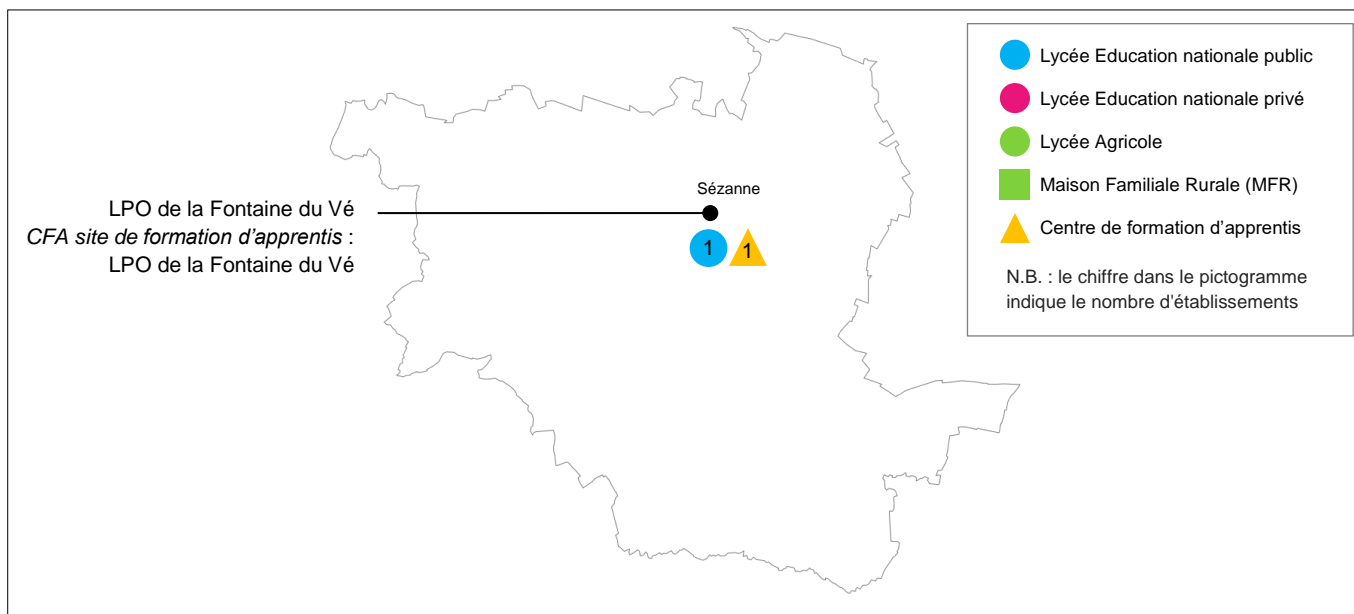 Sézanne
LPO de la Fontaine du Vé
CFA site de formation d’apprentis :
LPO de la Fontaine du Vé
1
1
Lycée Education nationale public
Lycée Education nationale privé
Lycée Agricole
Maison Familiale Rurale (MFR)
Centre de formation d’apprentis
N.B. : le chiffre dans le pictogramme
indique le nombre d'établissements